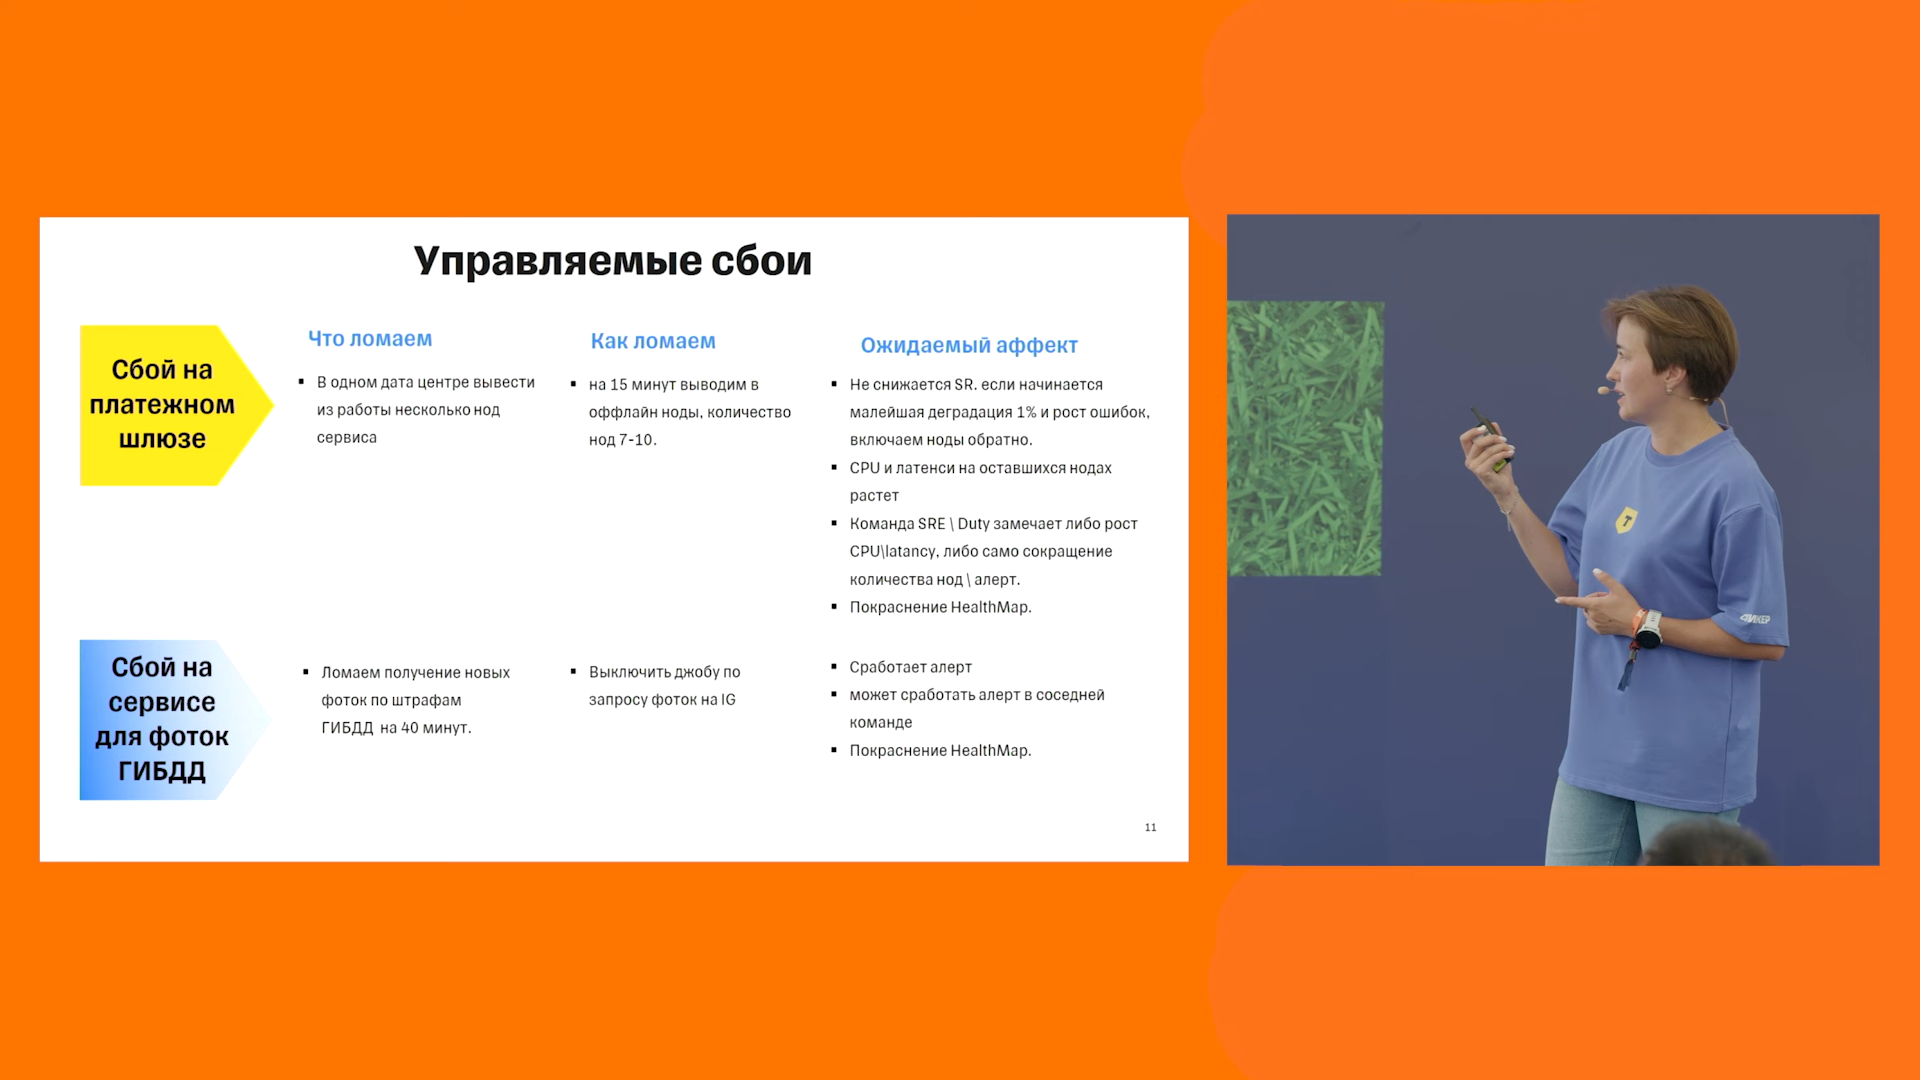 Управляемые сбои
Сбой на
платежном
шлюзе
Что ломаем
В одном дата центре вывести
из работы несколько нод
сервиса
Как ломаем
на 15 минут выводим в
оффлайн ноды, количество
нод 7-10.
Ожидаемый аффект
Не снижается SR. если начинается
малейшая деградация 1% и рост ошибок,
включаем ноды обратно.
CPU и латенси на оставшихся нодах
растет
Команда SRE \ Duty замечает либо рост
CPU\latancy, либо само сокращение
количества нод \ алерт.
Покраснение HealthMap.
Сбой на
сервисе
для фоток
ГИБДД
Ломаем получение новых
фоток по штрафам
ГИБДД на 40 минут.
Выключить джобу по
запросу фоток на IG
Сработает алерт
может сработать алерт в соседней
команде
Покраснение HealthMap.
11
Т